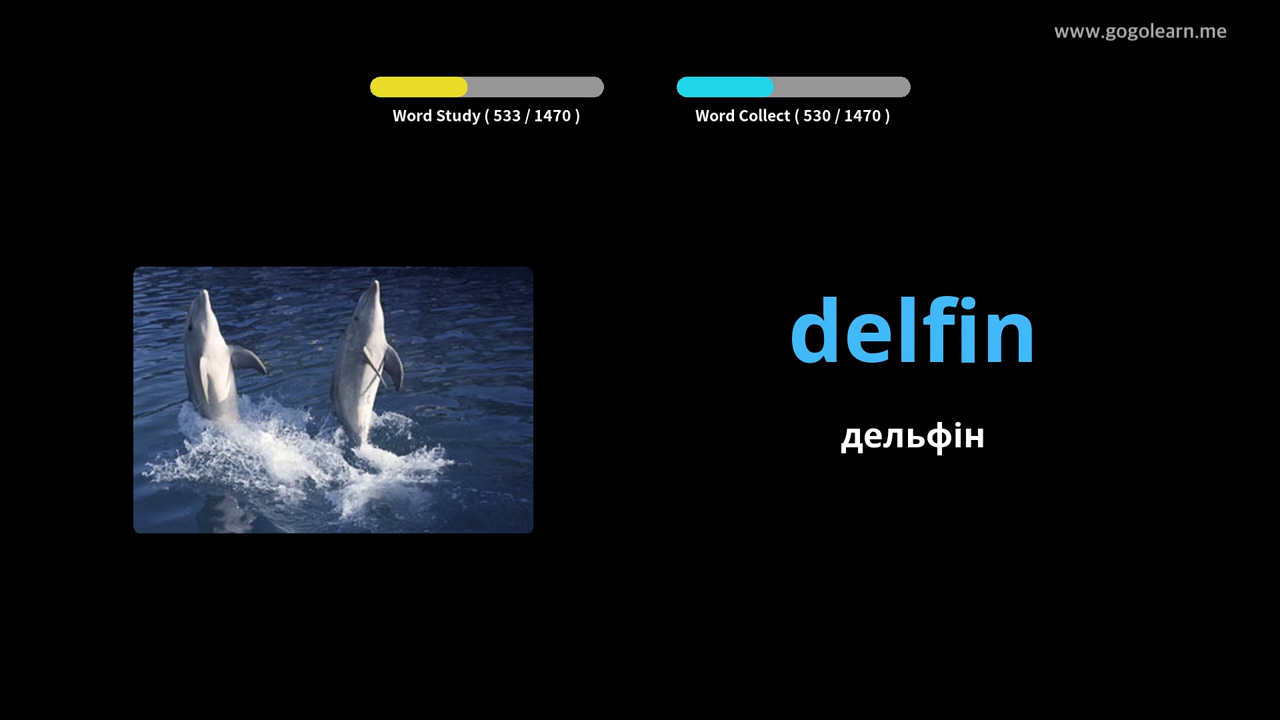 www.gogolearn.me
Word Study ( 533 / 1470 )
Word Collect ( 530 / 1470 )
delfin
дельфін